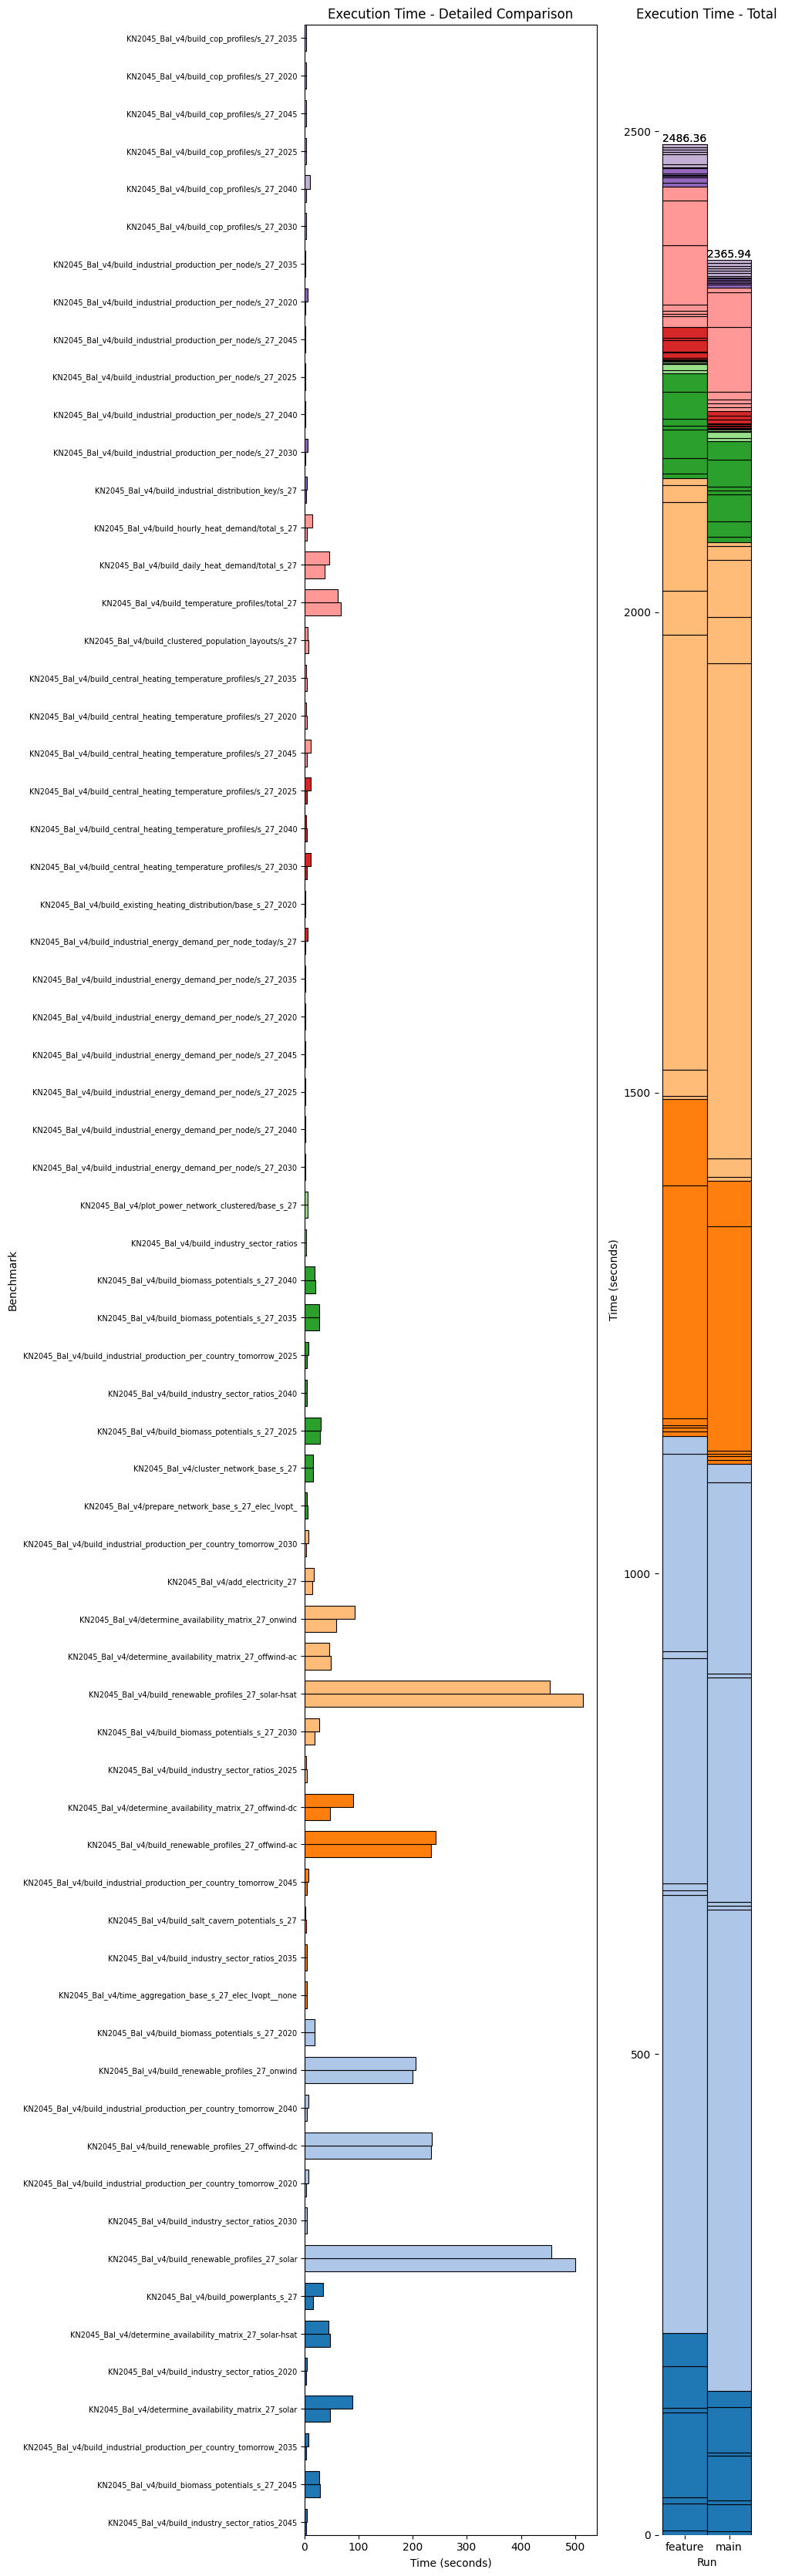 Execution Time - Detailed Comparison
KN2045_Bal_v4/build_cop_profiles/s_27_2035
KN2045_Bal_v4/build_cop_profiles/s_27_2020
KN2045_Bal_v4/build_cop_profiles/s_27_2045
KN2045_Bal_v4/build_cop_profiles/s_27_2025
KN2045_Bal_v4/build_cop_profiles/s_27_2040
KN2045_Bal_v4/build_cop_profiles/s_27_2030
KN2045_Bal_v4/build_industrial_production_per_node/s_27_2035
KN2045_Bal_v4/build_industrial_production_per_node/s_27_2020
KN2045_Bal_v4/build_industrial_production_per_node/s_27_2045
KN2045_Bal_v4/build_industrial_production_per_node/s_27_2025
KN2045_Bal_v4/build_industrial_production_per_node/s_27_2040
KN2045_Bal_v4/build_industrial_production_per_node/s_27_2030
KN2045_Bal_v4/build_industrial_distribution_key/s_27
KN2045_Bal_v4/build_hourly_heat_demand/total_s_27
KN2045_Bal_v4/build_daily_heat_demand/total_s_27
KN2045_Bal_v4/build_temperature_profiles/total_27
KN2045_Bal_v4/build_clustered_population_layouts/s_27
KN2045_Bal_v4/build_central_heating_temperature_profiles/s_27_2035
KN2045_Bal_v4/build_central_heating_temperature_profiles/s_27_2020
KN2045_Bal_v4/build_central_heating_temperature_profiles/s_27_2045
KN2045_Bal_v4/build_central_heating_temperature_profiles/s_27_2025
KN2045_Bal_v4/build_central_heating_temperature_profiles/s_27_2040
KN2045_Bal_v4/build_central_heating_temperature_profiles/s_27_2030
KN2045_Bal_v4/build_existing_heating_distribution/base_s_27_2020
KN2045_Bal_v4/build_industrial_energy_demand_per_node_today/s_27
KN2045_Bal_v4/build_industrial_energy_demand_per_node/s_27_2035
KN2045_Bal_v4/build_industrial_energy_demand_per_node/s_27_2020
KN2045_Bal_v4/build_industrial_energy_demand_per_node/s_27_2045
KN2045_Bal_v4/build_industrial_energy_demand_per_node/s_27_2025
KN2045_Bal_v4/build_industrial_energy_demand_per_node/s_27_2040
KN2045_Bal_v4/build_industrial_energy_demand_per_node/s_27_2030
KN2045_Bal_v4/plot_power_network_clustered/base_s_27
KN2045_Bal_v4/build_industry_sector_ratios
KN2045_Bal_v4/build_biomass_potentials_s_27_2040
KN2045_Bal_v4/build_biomass_potentials_s_27_2035
KN2045_Bal_v4/build_industrial_production_per_country_tomorrow_2025
KN2045_Bal_v4/build_industry_sector_ratios_2040
KN2045_Bal_v4/build_biomass_potentials_s_27_2025
KN2045_Bal_v4/cluster_network_base_s_27
KN2045_Bal_v4/prepare_network_base_s_27_elec_lvopt_
KN2045_Bal_v4/build_industrial_production_per_country_tomorrow_2030
KN2045_Bal_v4/add_electricity_27
KN2045_Bal_v4/determine_availability_matrix_27_onwind
KN2045_Bal_v4/determine_availability_matrix_27_offwind-ac
KN2045_Bal_v4/build_renewable_profiles_27_solar-hsat
KN2045_Bal_v4/build_biomass_potentials_s_27_2030
KN2045_Bal_v4/build_industry_sector_ratios_2025
KN2045_Bal_v4/determine_availability_matrix_27_offwind-dc
KN2045_Bal_v4/build_renewable_profiles_27_offwind-ac
KN2045_Bal_v4/build_industrial_production_per_country_tomorrow_2045
KN2045_Bal_v4/build_salt_cavern_potentials_s_27
KN2045_Bal_v4/build_industry_sector_ratios_2035
KN2045_Bal_v4/time_aggregation_base_s_27_elec_lvopt__none
KN2045_Bal_v4/build_biomass_potentials_s_27_2020
KN2045_Bal_v4/build_renewable_profiles_27_onwind
KN2045_Bal_v4/build_industrial_production_per_country_tomorrow_2040
KN2045_Bal_v4/build_renewable_profiles_27_offwind-dc
KN2045_Bal_v4/build_industrial_production_per_country_tomorrow_2020
KN2045_Bal_v4/build_industry_sector_ratios_2030
KN2045_Bal_v4/build_renewable_profiles_27_solar
KN2045_Bal_v4/build_powerplants_s_27
KN2045_Bal_v4/determine_availability_matrix_27_solar-hsat
KN2045_Bal_v4/build_industry_sector_ratios_2020
KN2045_Bal_v4/determine_availability_matrix_27_solar
KN2045_Bal_v4/build_industrial_production_per_country_tomorrow_2035
KN2045_Bal_v4/build_biomass_potentials_s_27_2045
KN2045_Bal_v4/build_industry_sector_ratios_2045
Benchmark
0 100 200 300 400 500
Time (seconds)
Execution Time - Total
2486.36
2365.94
2500
2000
1500
1000
500
0
Time (seconds)
feature main
Run